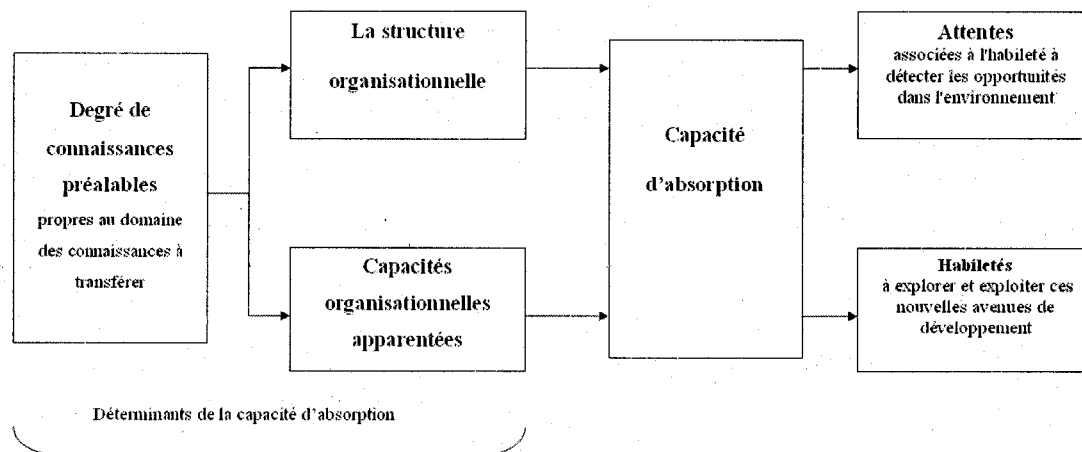 Degré de
connaissances
préalables
propres au domaine
des connaissances à
transférer
La structure
organisationnelle
Capacités
organisationnelles
apparentées
Capacité
d'absorption
Attentes
associées à l'habileté à
détecter les opportunités
dans l'environnement
Habiletés
à explorer et exploiter ces
nouvelles avenues de
développement
Déterminants de la capacité d'absorption